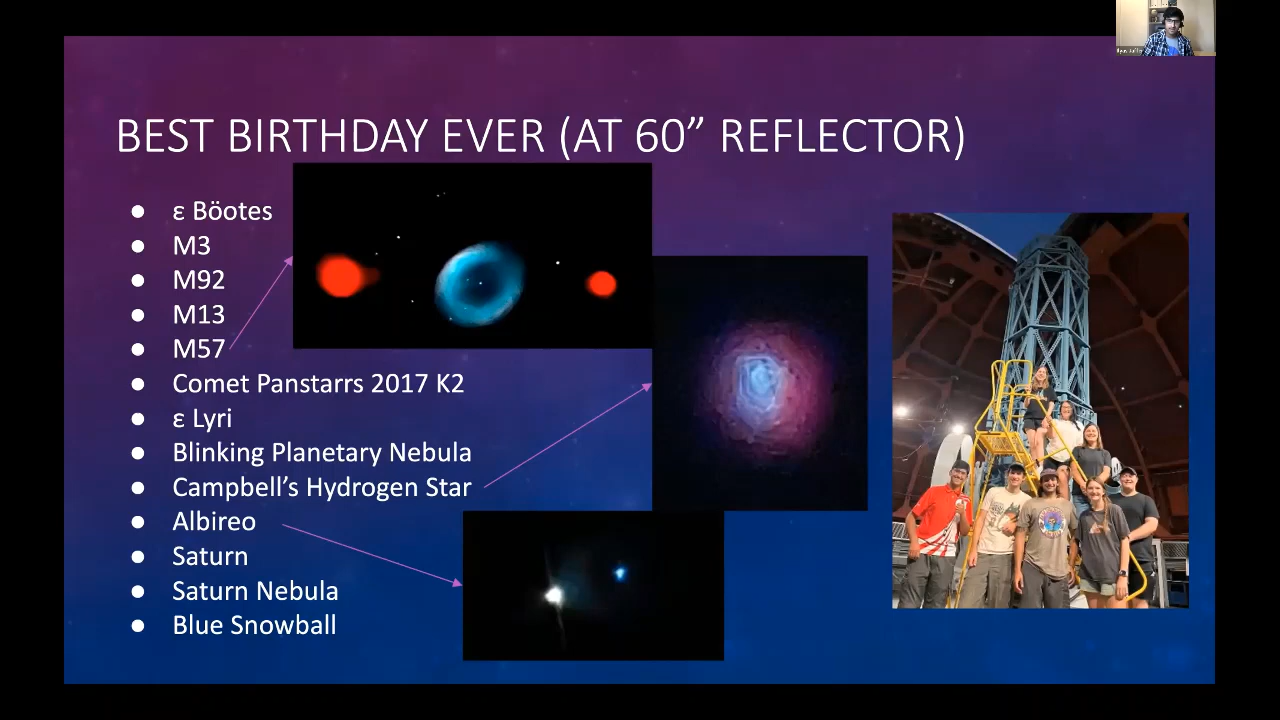 BEST BIRTHDAY EVER (AT 60” REFLECTOR)
● ε Böotes
● M3
● M92
● M13
● M57
● Comet Panstarrs 2017 K2
● ε Lyri
● Blinking Planetary Nebula
● Campbell’s Hydrogen Star
● Albireo
● Saturn
● Saturn Nebula
● Blue Snowball